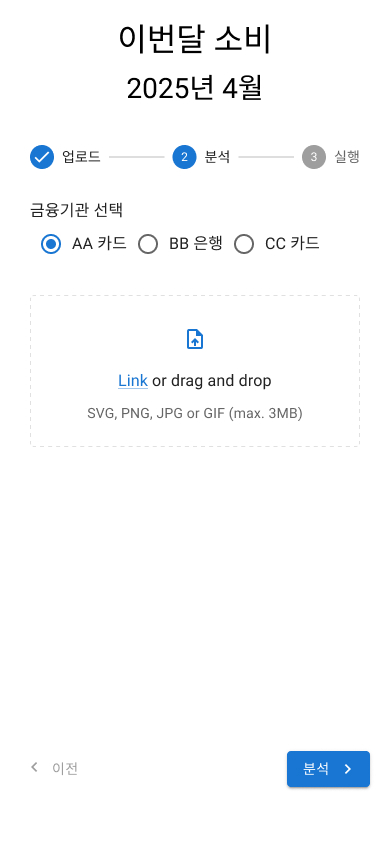 이번달 소비
2025년 4월
업로드 2 분석 3 실행
금융기관 선택
AA 카드 BB 은행 CC 카드
Link or drag and drop
SVG, PNG, JPG or GIF (max. 3MB)
이전 분석